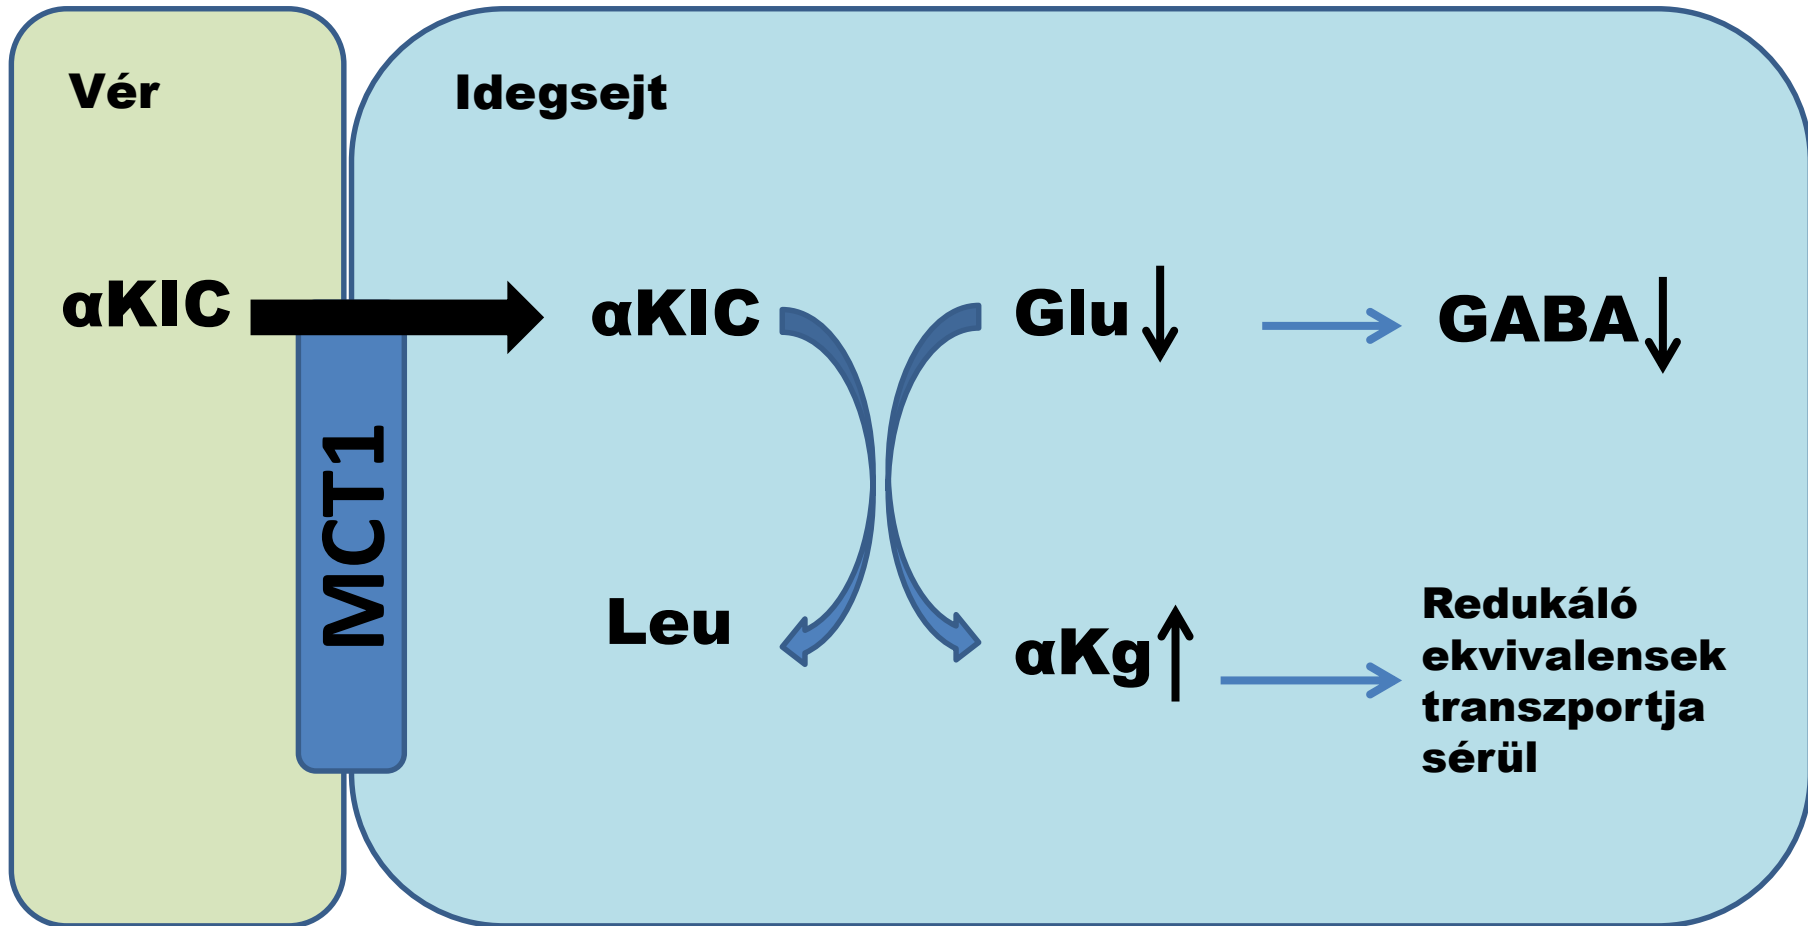 Vér
Idegsejt
αKIC
αKIC
Glu
GABA
MCT1
Leu
αKg
Redukáló
ekvivalensek
transzportja
sérül